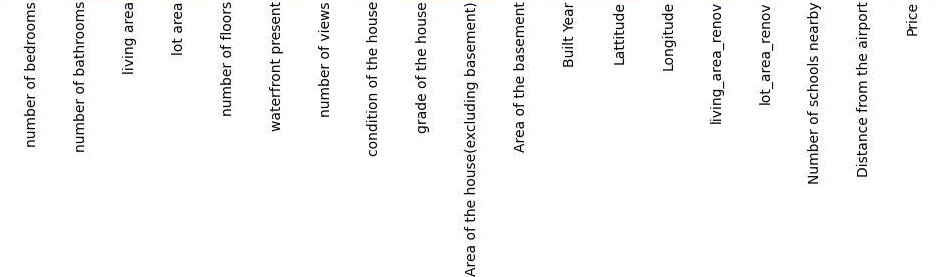 number of bedrooms
number of bathrooms
living area
lot area
number of floors
waterfront present
number of views
condition of the house
grade of the house
Area of the house(excluding basement)
Area of the basement
Built Year
Lattitude
Longitude
living_area_renov
lot_area_renov
Number of schools nearby
Distance from the airport
Price